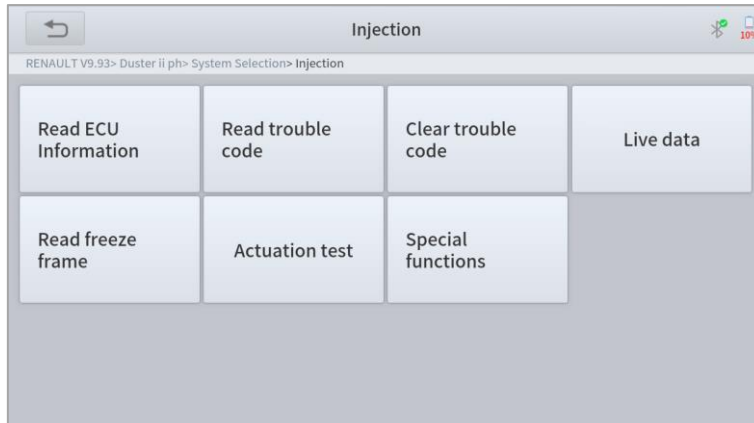 Injection
10%
RENAULT V9.93> Duster ii ph> System Selection> Injection
Read ECU
Information
Read trouble
code
Clear trouble
code
Live data
Read freeze
frame
Actuation test
Special
functions